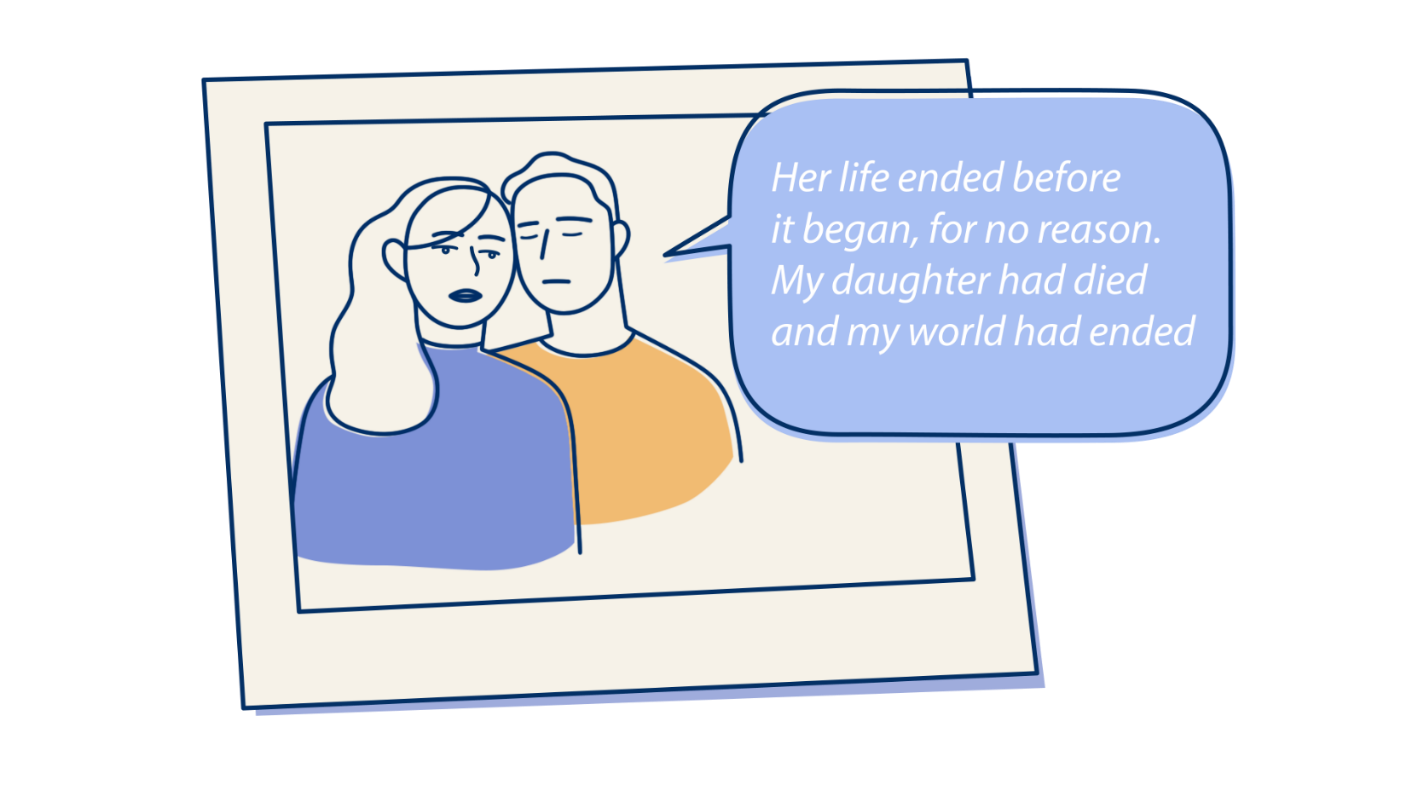 Her life ended before
it began, for no reason.
My daughter had died
and my world had ended